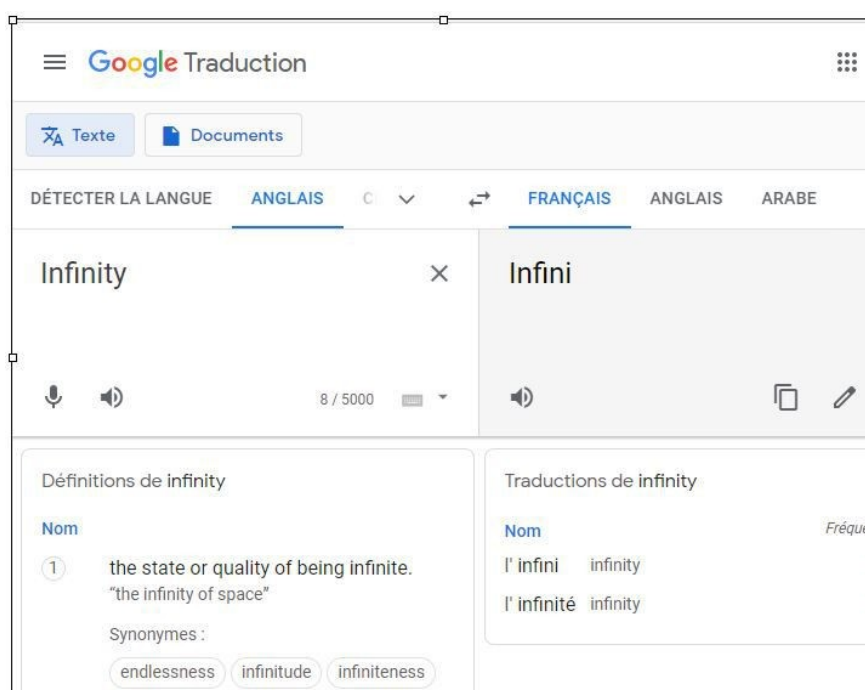 Google Traduction
Texte Documents
DÉTECTER LA LANGUE ANGLAIS C FRANÇAIS ANGLAIS ARABE
Infinity Infini
8 / 5000
Définitions de infinity
Nom
1 the state or quality of being infinite.
“the infinity of space”
Synonymes :
endlessness infinitude infiniteness
Traductions de infinity
Nom
l' infini infinity
l' infinité infinity